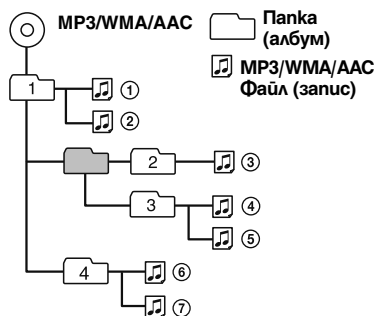 MP3/WMA/AAC
Папка
(албум)
MP3/WMA/AAC
Файл (запис)
1
①
②
2
③
3
④
⑤
4
⑥
⑦